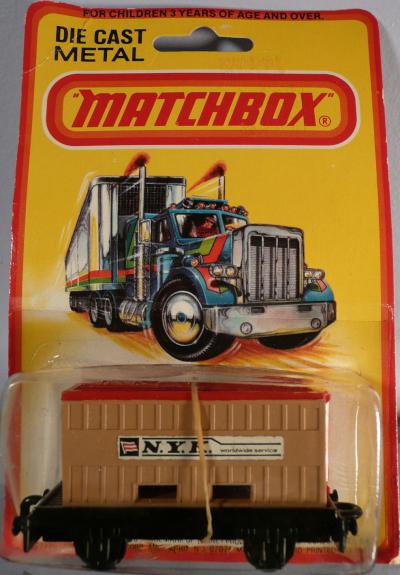 FOR CHILDREN 3 YEARS OF AGE AND OVER.
DIE CAST
METAL
"MATCHBOX"®
N.Y.K. worldwide service